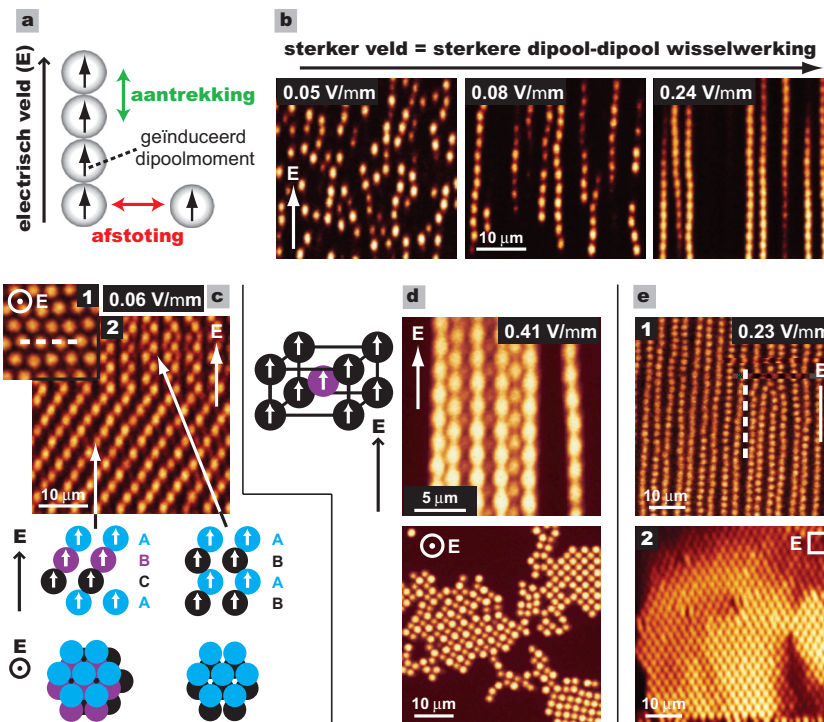 a
electrisch veld (E)
aantrekking
geïnduceerd
dipoolmoment
afstoting
b
sterker veld = sterkere dipool-dipool wisselwerking
0.05 V/mm
E
0.08 V/mm
10 µm
0.24 V/mm
c
E
1
0.06 V/mm
2
E
10 µm
E
A
B
C
A
A
B
A
B
E
E
d
0.41 V/mm
E
5 µm
E
10 µm
e
1
0.23 V/mm
E
10 µm
2
E
10 µm